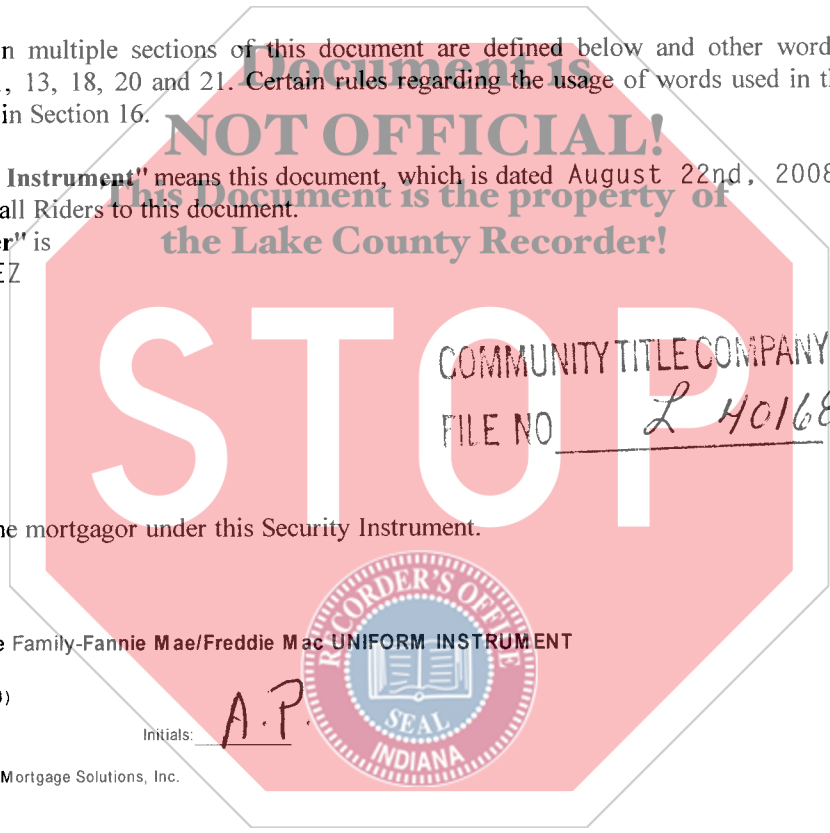 Document is
n multiple sections of this document are defined below and other word
, 13, 18, 20 and 21. Certain rules regarding the usage of words used in t
in Section 16.
NOT OFFICIAL!
Instrument" means this document, which is dated August 22nd, 2008
This Document is the property of
all Riders to this document.
r" is
the Lake County Recorder!
EZ
STOP
COMMUNITY TITLE COMPANY
FILE NO L 40168
e mortgagor under this Security Instrument.
RECORDER'S OFFICE
SEAL
INDIANA
e Family-Fannie Mae/Freddie Mac UNIFORM INSTRUMENT
)
Initials: A.P.
Mortgage Solutions, Inc.